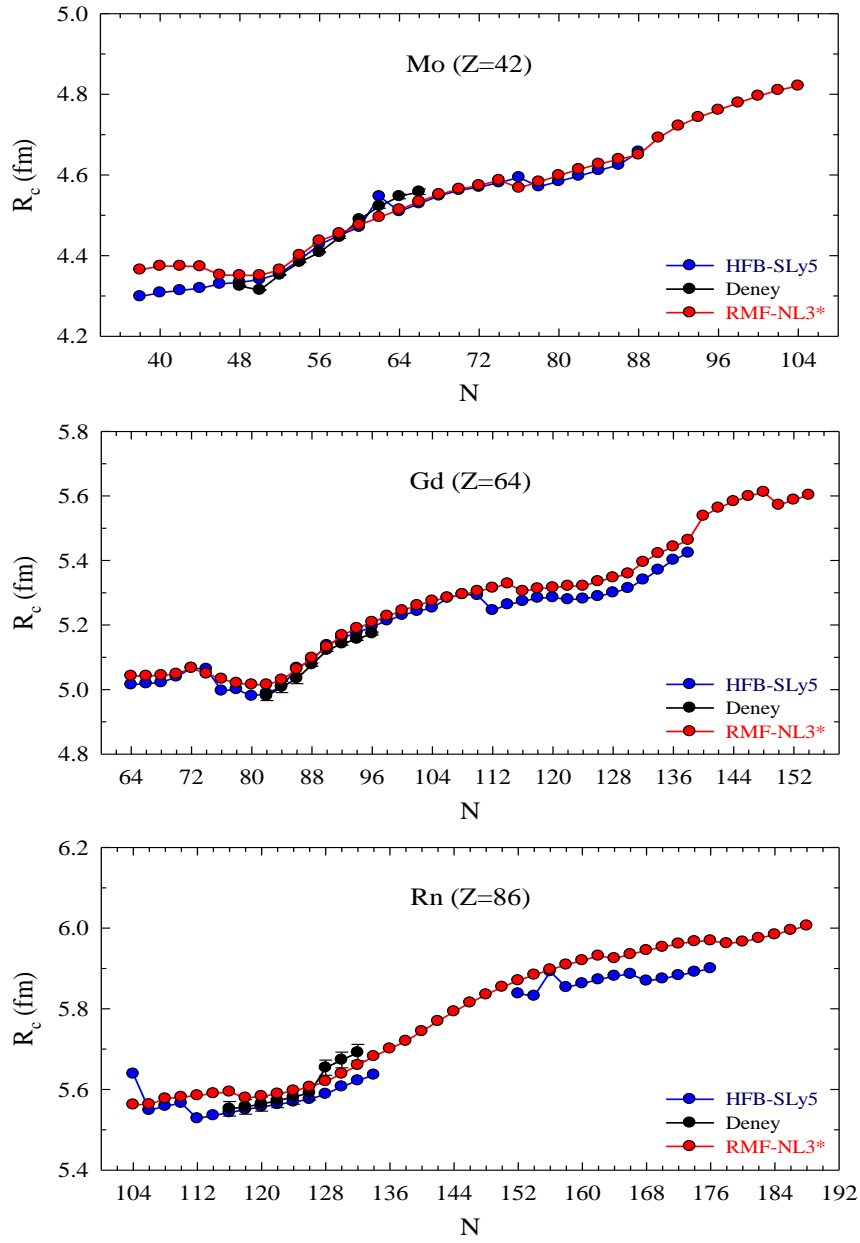 5.0
Mo (Z=42)
4.8
R_c (fm)
4.6
4.4
HFB-SLy5
Deney
RMF-NL3*
4.2
40 48 56 64 72 80 88 96 104
N
5.8
Gd (Z=64)
5.6
R_c (fm)
5.4
5.2
5.0
HFB-SLy5
Deney
RMF-NL3*
4.8
64 72 80 88 96 104 112 120 128 136 144 152
N
6.2
Rn (Z=86)
6.0
R_c (fm)
5.8
5.6
HFB-SLy5
Deney
RMF-NL3*
5.4
104 112 120 128 136 144 152 160 168 176 184 192
N